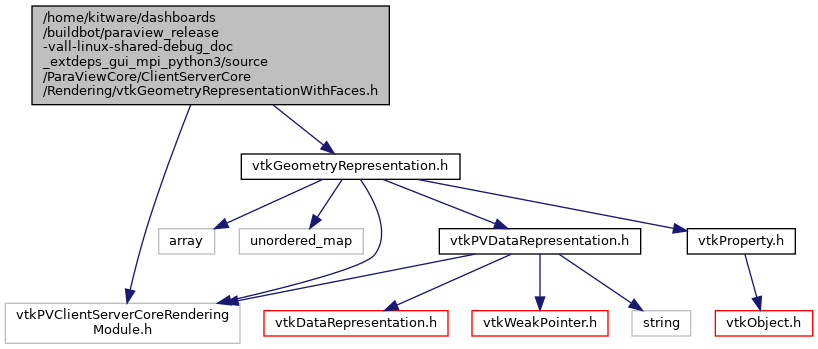 /home/kitware/dashboards
/buildbot/paraview_release
-vall-linux-shared-debug_doc
_extdeps_gui_mpi_python3/source
/ParaViewCore/ClientServerCore
/Rendering/vtkGeometryRepresentationWithFaces.h
vtkGeometryRepresentation.h
array
unordered_map
vtkPVDataRepresentation.h
vtkProperty.h
vtkPVClientServerCoreRendering
Module.h
vtkDataRepresentation.h
vtkWeakPointer.h
string
vtkObject.h